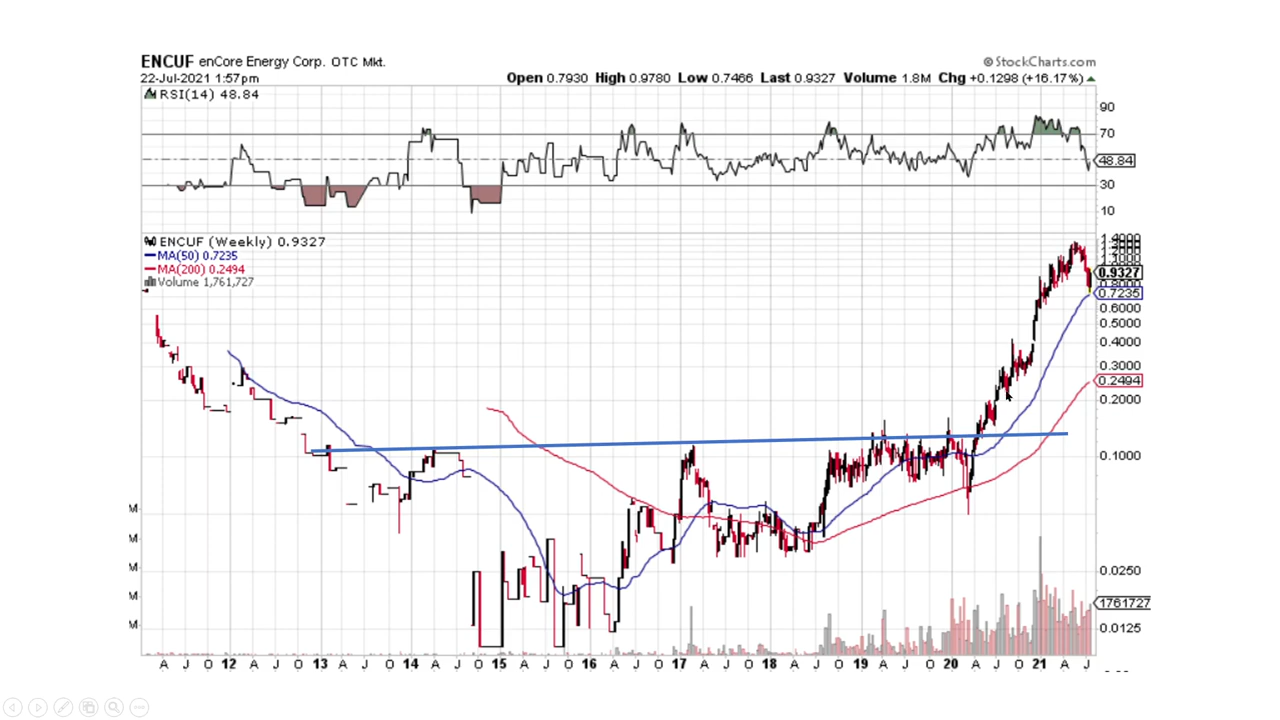 ENCUF enCore Energy Corp. OTC Mkt.
© StockCharts.com
22-Jul-2021 1:57pm
Open 0.7930 High 0.9780 Low 0.7466 Last 0.9327 Volume 1.8M Chg +0.1298 (+16.17%)
RSI(14) 48.84
90
70
48.84
30
10
ENCUF (Weekly) 0.9327
MA(50) 0.7235
MA(200) 0.2494
Volume 1,761,727
1.4000
0.9327
0.8000
0.7235
0.6000
0.5000
0.4000
0.3000
0.2494
0.2000
0.1000
M
M
M
0.0250
M
1761727
M
0.0125
A J O 12 A J O 13 A J O 14 A J O 15 A J O 16 A J O 17 A J O 18 A J O 19 A J O 20 A J O 21 A J